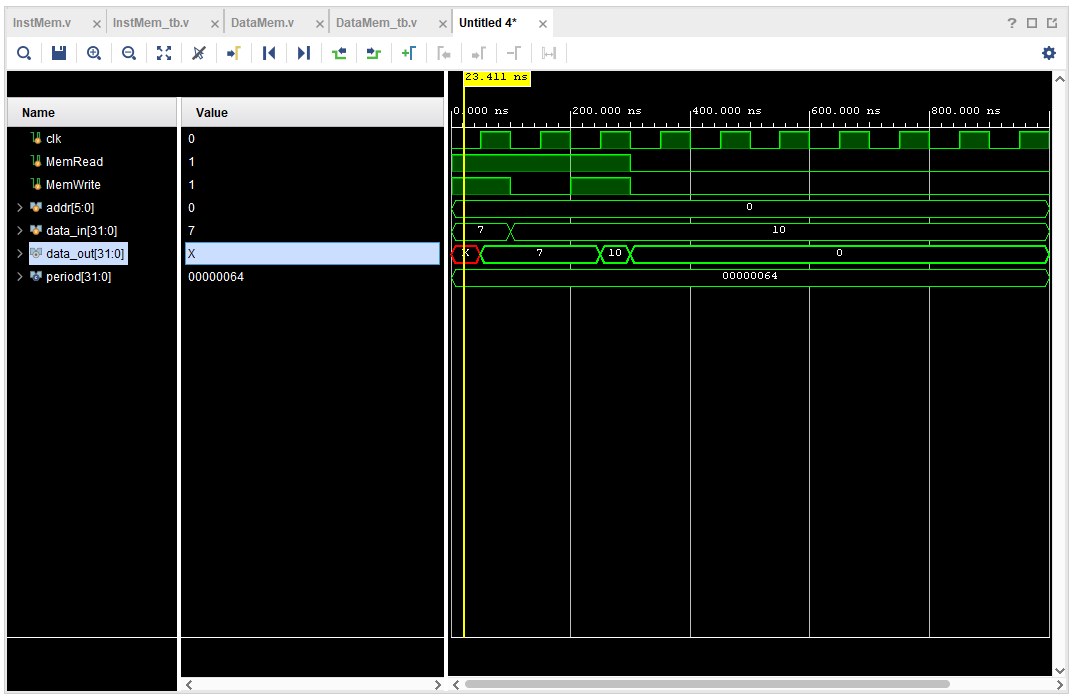 InstMem.v × InstMem_tb.v × DataMem.v × DataMem_tb.v × Untitled 4* × ?
23.411 ns
Name Value
0.000 ns 200.000 ns 400.000 ns 600.000 ns 800.000 ns
clk 0
MemRead 1
MemWrite 1
addr[5:0] 0 0
data_in[31:0] 7 7 10
data_out[31:0] X X 7 10 0
period[31:0] 00000064 00000064